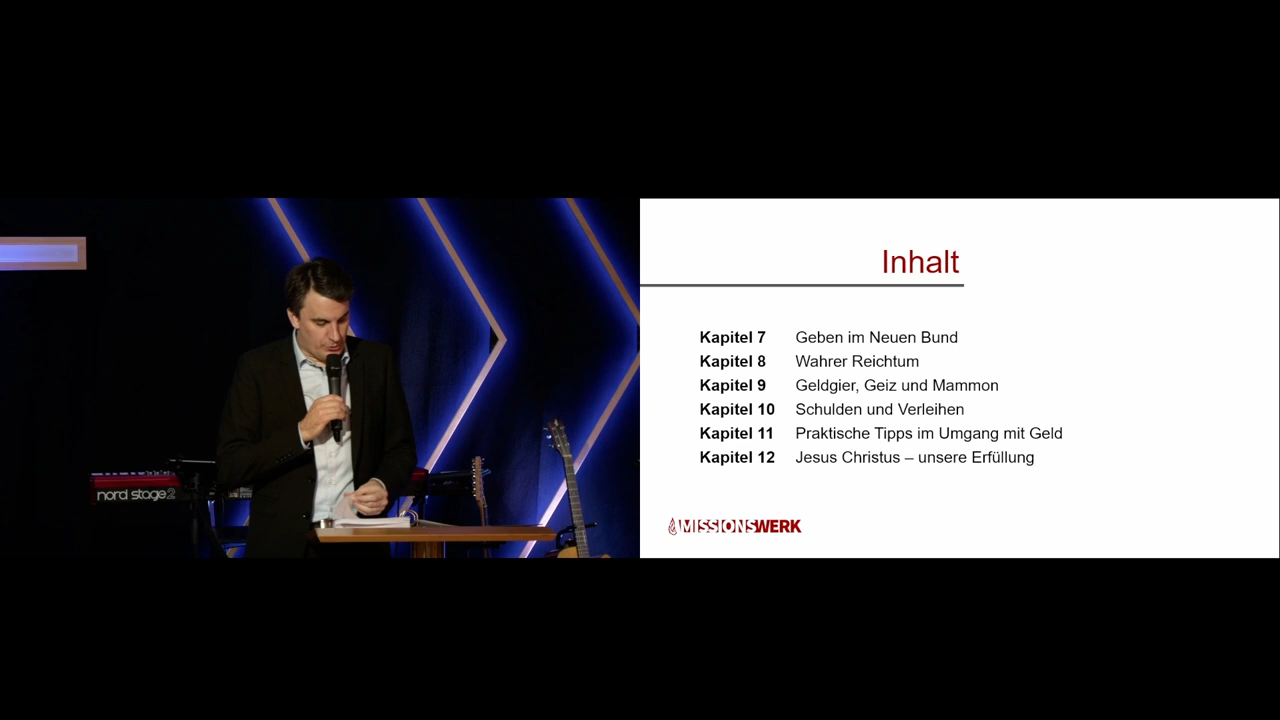 nord stage 2
Inhalt
Kapitel 7 Geben im Neuen Bund
Kapitel 8 Wahrer Reichtum
Kapitel 9 Geldgier, Geiz und Mammon
Kapitel 10 Schulden und Verleihen
Kapitel 11 Praktische Tipps im Umgang mit Geld
Kapitel 12 Jesus Christus – unsere Erfüllung
MISSIONSWERK